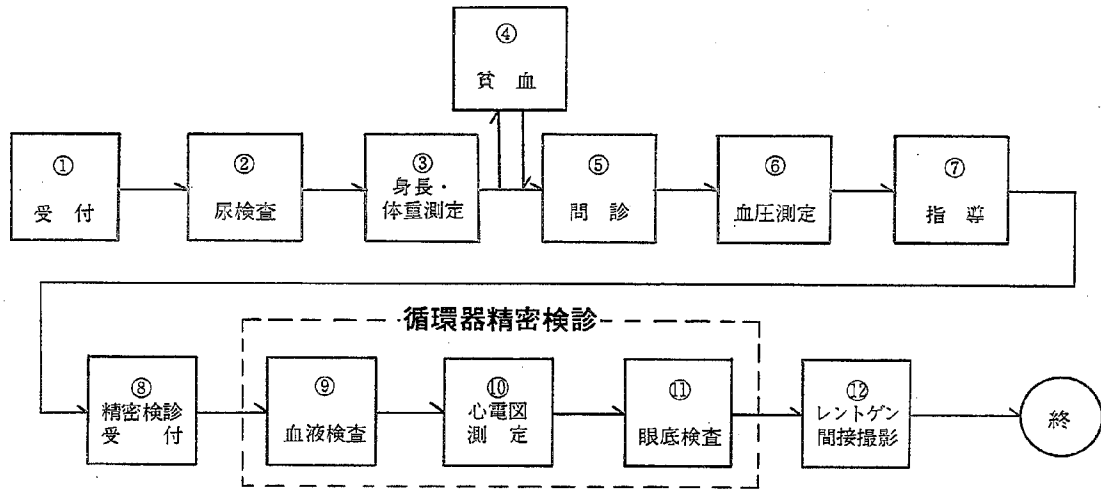 ④
貧 血
①
受 付
②
尿検査
③
身長・
体重測定
⑤
問 診
⑥
血圧測定
⑦
指 導
循環器精密検診
⑧
精密検診
受 付
⑨
血液検査
⑩
心電図
測 定
⑪
眼底検査
⑫
レントゲン
間接撮影
終